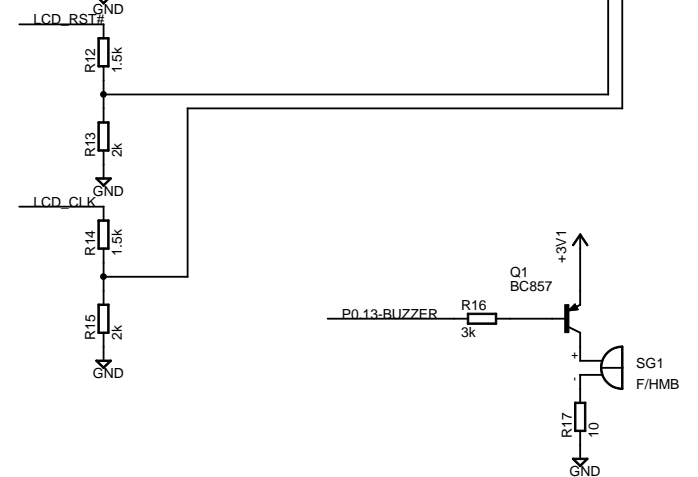 GND
LCD_RST#
R12
1.5k
R13
2k
GND
LCD_CLK
R14
1.5k
R15
2k
GND
+3V1
Q1
BC857
P0.13-BUZZER
R16
3k
+
-
SG1
F/HMB
R17
10
GND